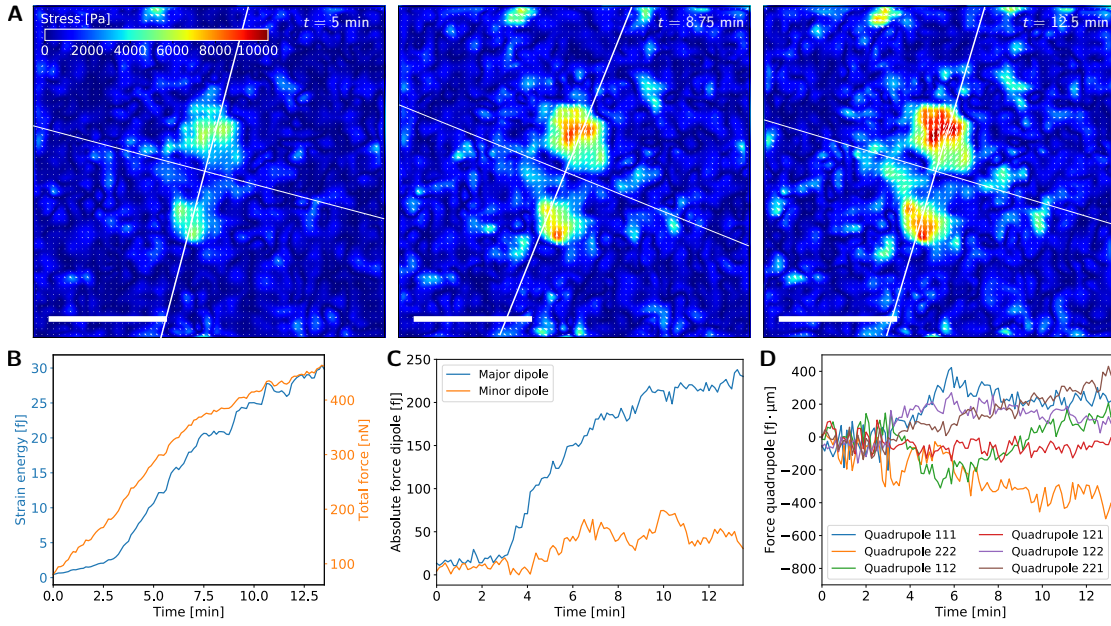 A
Stress [Pa]
0 2000 4000 6000 8000 10000
t = 5 min
t = 8.75 min
t = 12.5 min
B
Strain energy [fJ]
30
25
20
15
10
5
0
Total force [nN]
400
300
200
100
0.0 2.5 5.0 7.5 10.0 12.5
Time [min]
C
Absolute force dipole [fJ]
250
200
150
100
50
0
Major dipole
Minor dipole
0 2 4 6 8 10 12
Time [min]
D
Force quadrupole [fJ · µm]
400
200
0
−200
−400
−600
−800
Quadrupole 111
Quadrupole 222
Quadrupole 112
Quadrupole 121
Quadrupole 122
Quadrupole 221
0 2 4 6 8 10 12
Time [min]